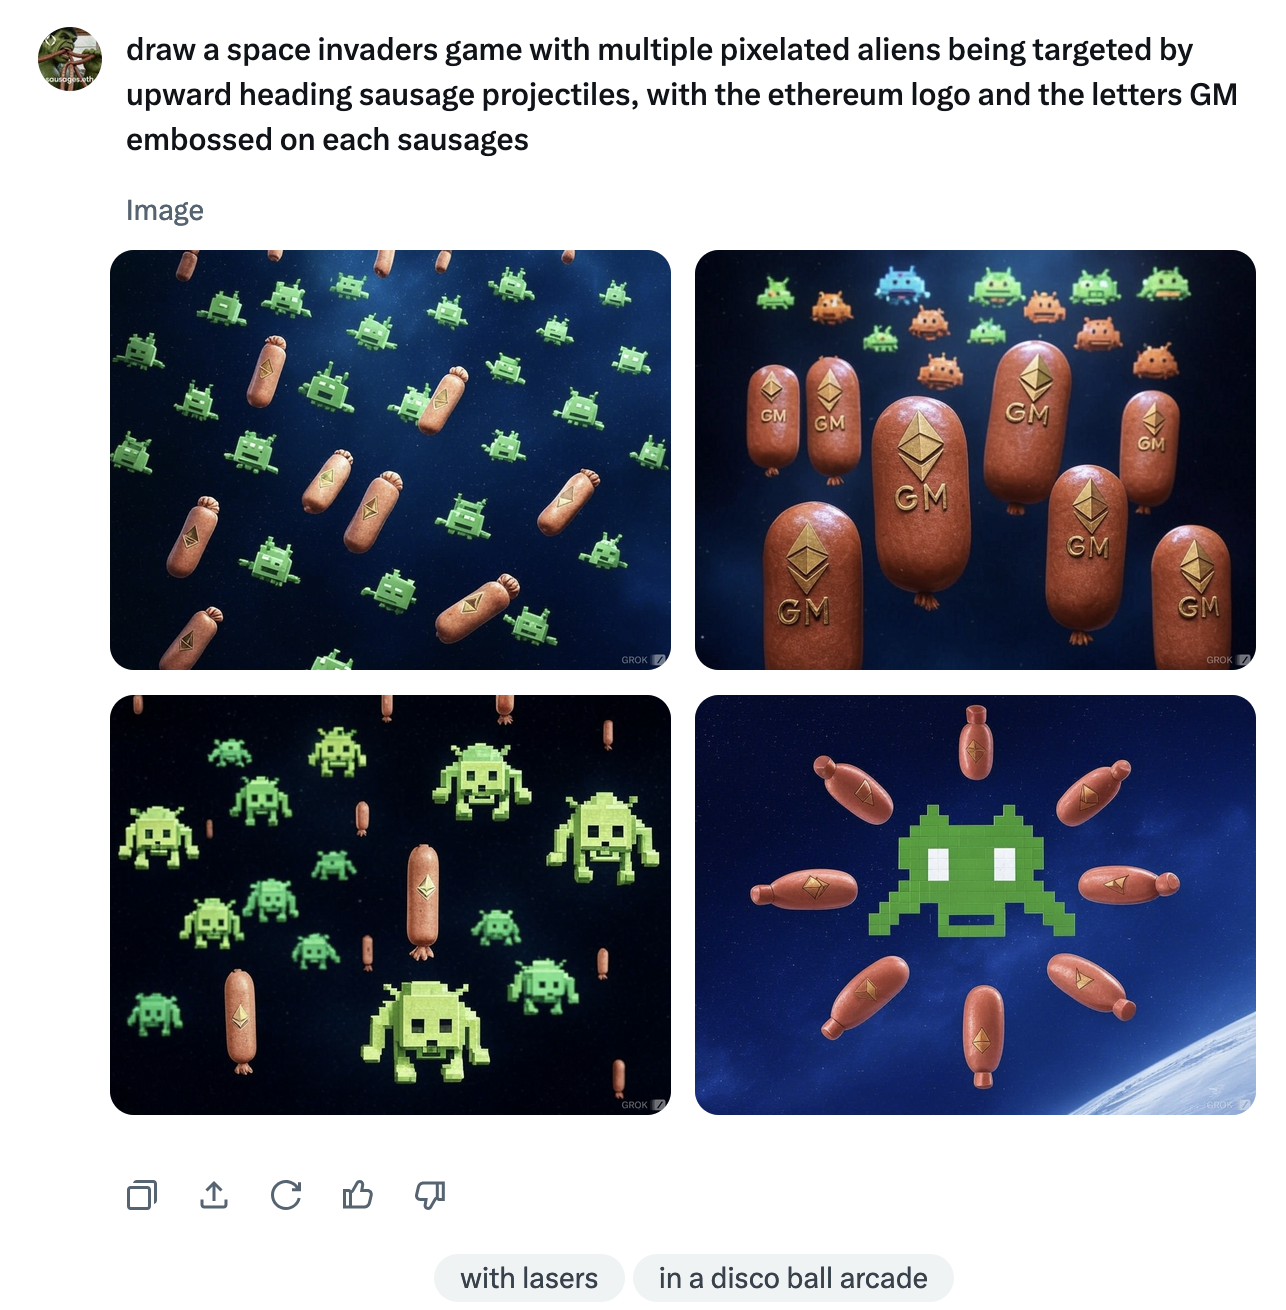 sausages.eth
draw a space invaders game with multiple pixelated aliens being targeted by
upward heading sausage projectiles, with the ethereum logo and the letters GM
embossed on each sausages
Image
GROK
GM
GM
GM
GM
GM
GM
GM
GM
GROK
GROK
GROK
with lasers
in a disco ball arcade